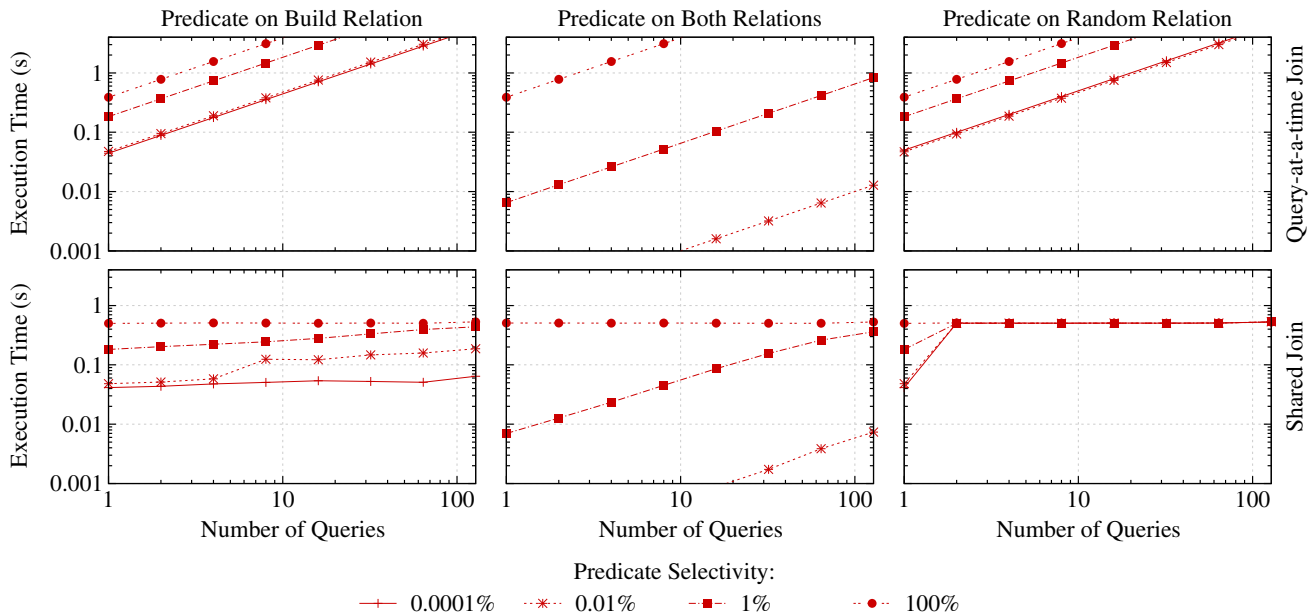 Predicate on Build Relation
Predicate on Both Relations
Predicate on Random Relation
Execution Time (s)
1
0.1
0.01
0.001
Query-at-a-time Join
Execution Time (s)
1
0.1
0.01
0.001
Shared Join
1 10 100
1 10 100
1 10 100
Number of Queries
Number of Queries
Number of Queries
Predicate Selectivity:
0.0001% 0.01% 1% 100%